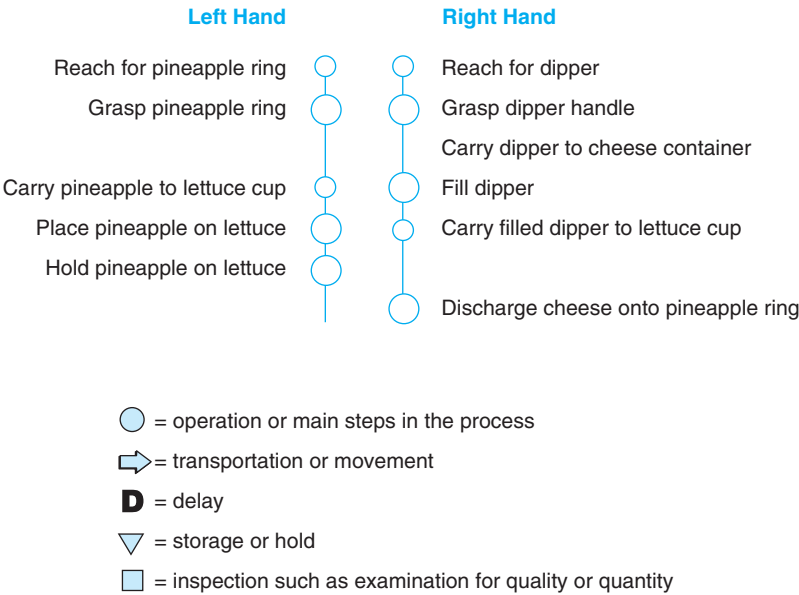 Left Hand Right Hand
Reach for pineapple ring Reach for dipper
Grasp pineapple ring Grasp dipper handle
Carry dipper to cheese container
Carry pineapple to lettuce cup Fill dipper
Place pineapple on lettuce Carry filled dipper to lettuce cup
Hold pineapple on lettuce
Discharge cheese onto pineapple ring
= operation or main steps in the process
= transportation or movement
D = delay
= storage or hold
= inspection such as examination for quality or quantity